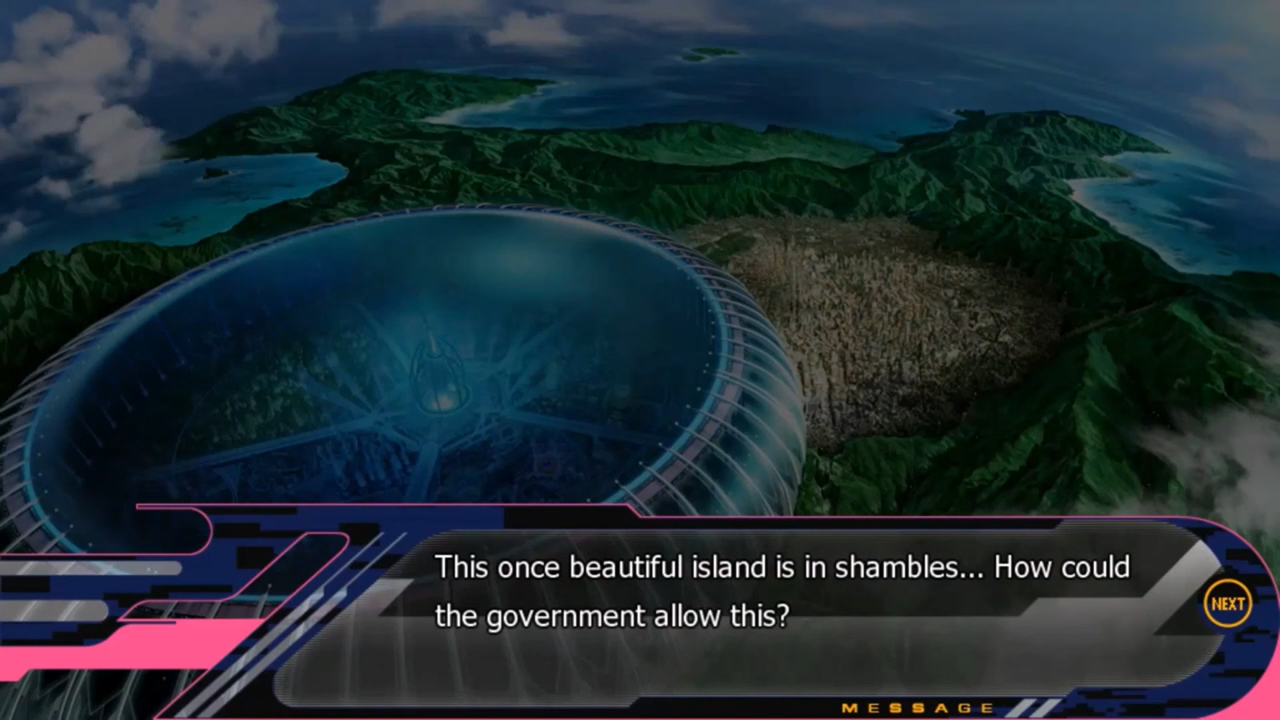 This once beautiful island is in shambles... How could
the government allow this?
NEXT
MESSAGE